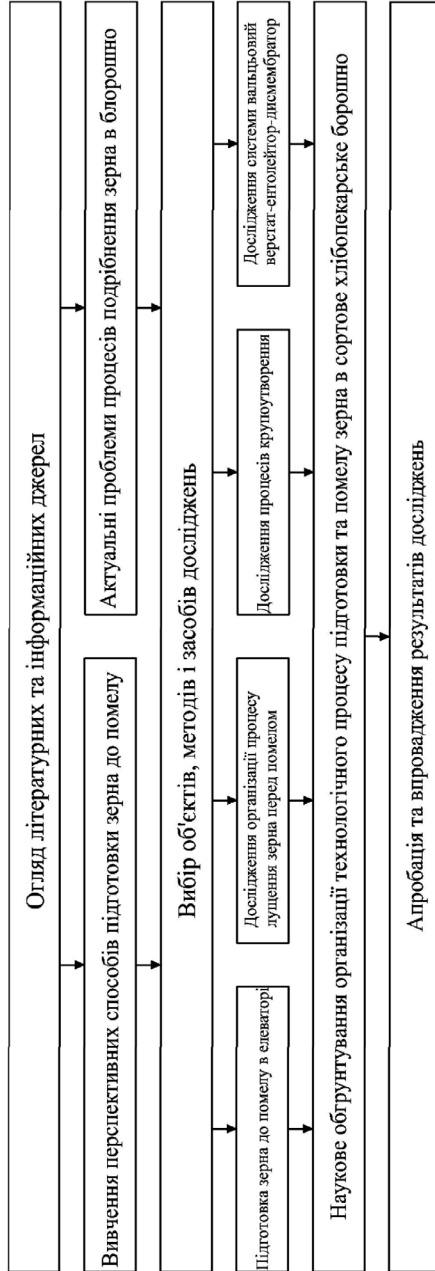 Огляд літературних та інформаційних джерел
Вивчення перспективних способів підготовки зерна до помелу
Актуальні проблеми процесів подрібнення зерна в блорошно
Вибір об'єктів, методів і засобів досліджень
Підготовка зерна до помелу в елеваторі
Дослідження організації процесу
лущення зерна перед помелом
Дослідження процесів крупоутворення
Дослідження системи вальцьовий
верстат-ентолейтор-дисмембратор
Наукове обгрунтування організації технологічного процесу підготовки та помелу зерна в сортове хлібопекарське борошно
Апробація та впровадження результатів досліджень